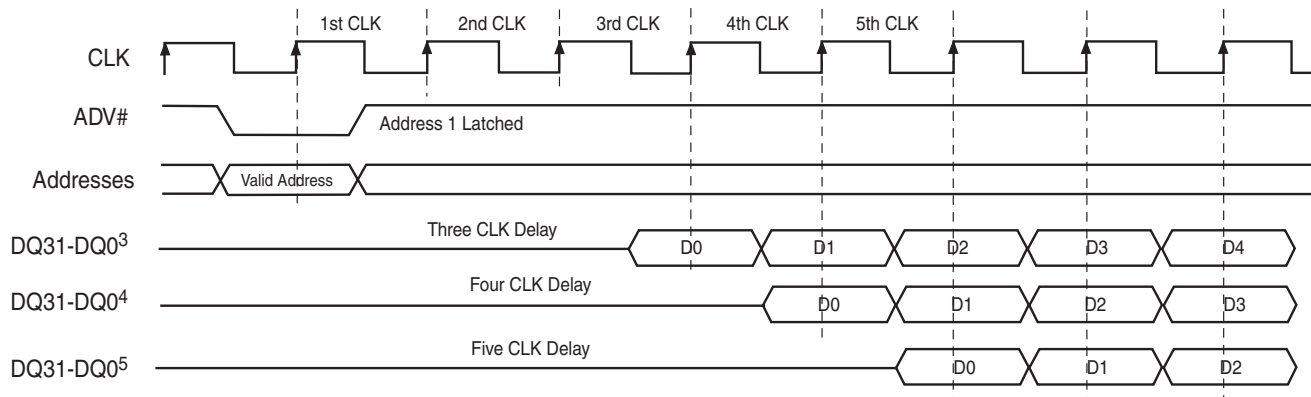 1st CLK 2nd CLK 3rd CLK 4th CLK 5th CLK
CLK
ADV# Address 1 Latched
Addresses Valid Address
DQ31-DQ0³ Three CLK Delay D0 D1 D2 D3 D4
DQ31-DQ0⁴ Four CLK Delay D0 D1 D2 D3
DQ31-DQ0⁵ Five CLK Delay D0 D1 D2